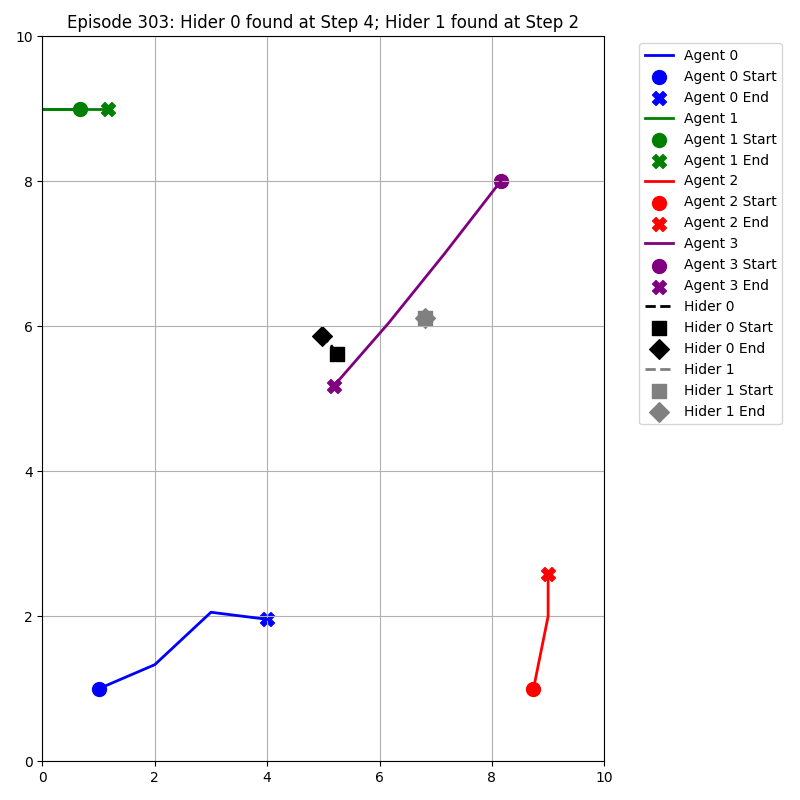 Episode 303: Hider 0 found at Step 4; Hider 1 found at Step 2
10
8
6
4
2
0
0
2
4
6
8
10
Agent 0
Agent 0 Start
Agent 0 End
Agent 1
Agent 1 Start
Agent 1 End
Agent 2
Agent 2 Start
Agent 2 End
Agent 3
Agent 3 Start
Agent 3 End
Hider 0
Hider 0 Start
Hider 0 End
Hider 1
Hider 1 Start
Hider 1 End